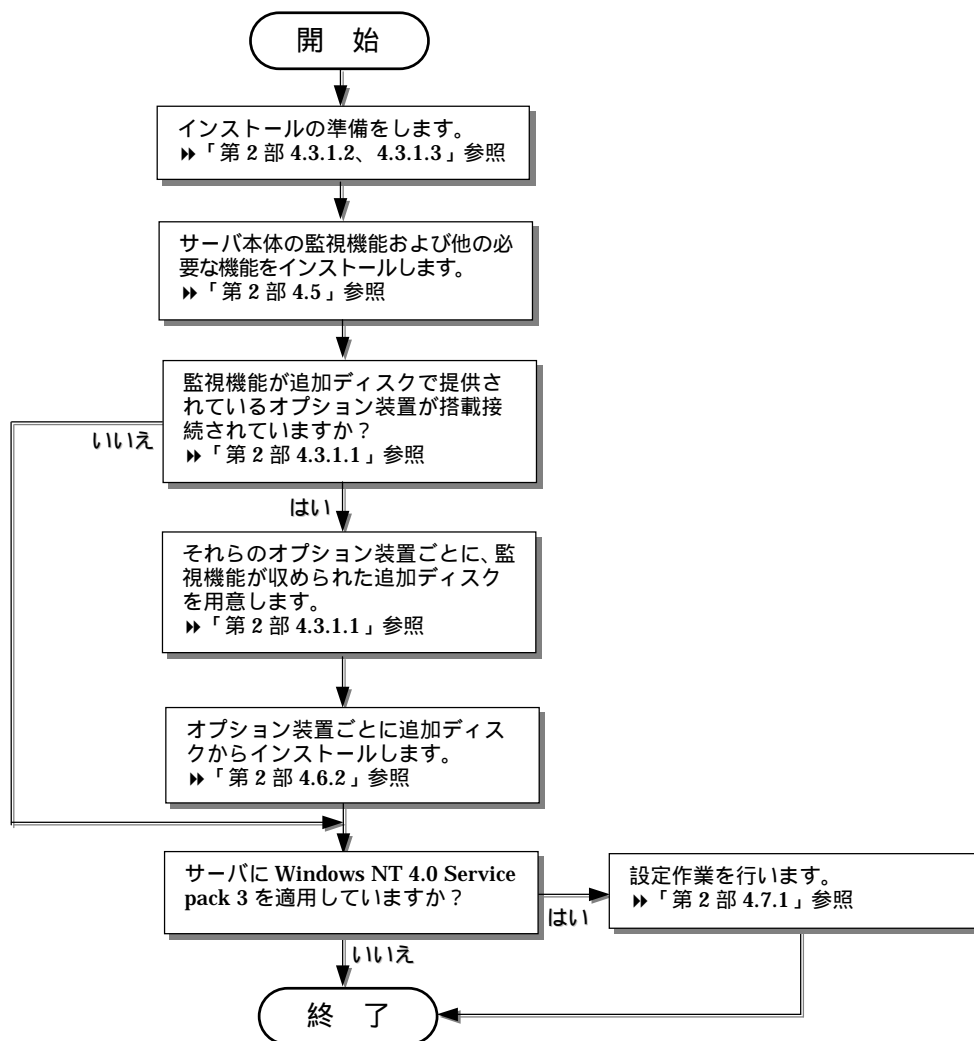 開　始
インストールの準備をします。
▶▶「第 2 部 4.3.1.2、4.3.1.3」参照
サーバ本体の監視機能および他の必
要な機能をインストールします。
▶▶「第 2 部 4.5」参照
監視機能が追加ディスクで提供さ
れているオプション装置が搭載接
続されていますか？
▶▶「第 2 部 4.3.1.1」参照
いいえ
はい
それらのオプション装置ごとに、監
視機能が収められた追加ディスク
を用意します。
▶▶「第 2 部 4.3.1.1」参照
オプション装置ごとに追加ディス
クからインストールします。
▶▶「第 2 部 4.6.2」参照
サーバに Windows NT 4.0 Service
pack 3 を適用していますか？
はい
設定作業を行います。
▶▶「第 2 部 4.7.1」参照
いいえ
終　了